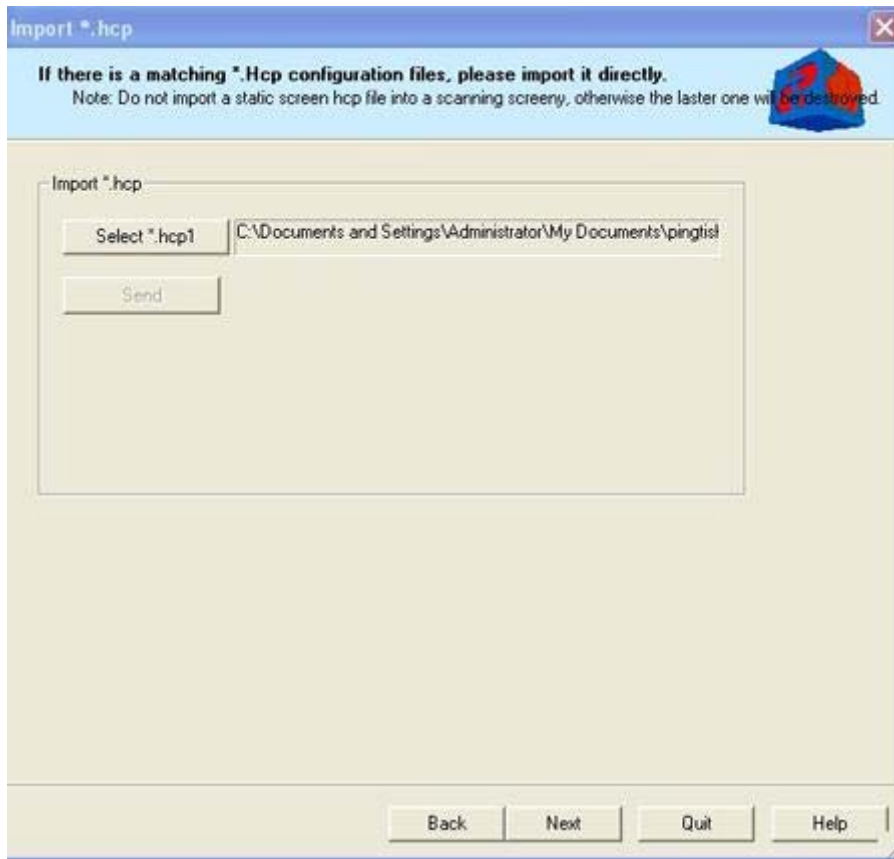 Import *.hcp
If there is a matching *.Hcp configuration files, please import it directly.
Note: Do not import a static screen hcp file into a scanning screeny, otherwise the laster one will be destroyed.
Import *.hcp
Select *.hcp1 C:\Documents and Settings\Administrator\My Documents\pingtish
Send
Back Next Quit Help